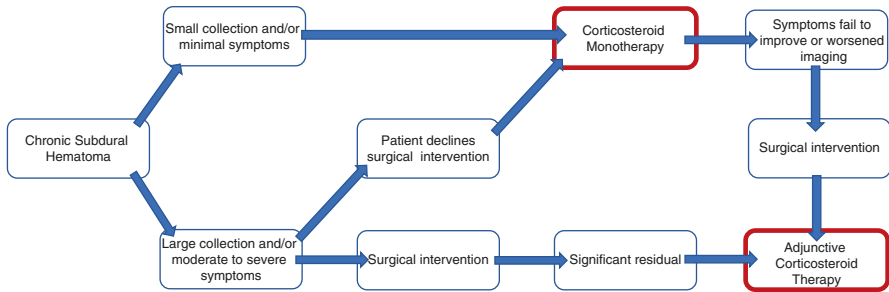 Small collection and/or
minimal symptoms
Corticosteroid
Monotherapy
Symptoms fail to
improve or worsened
imaging
Chronic Subdural
Hematoma
Patient declines
surgical intervention
Surgical intervention
Large collection and/or
moderate to severe
symptoms
Surgical intervention
Significant residual
Adjunctive
Corticosteroid
Therapy